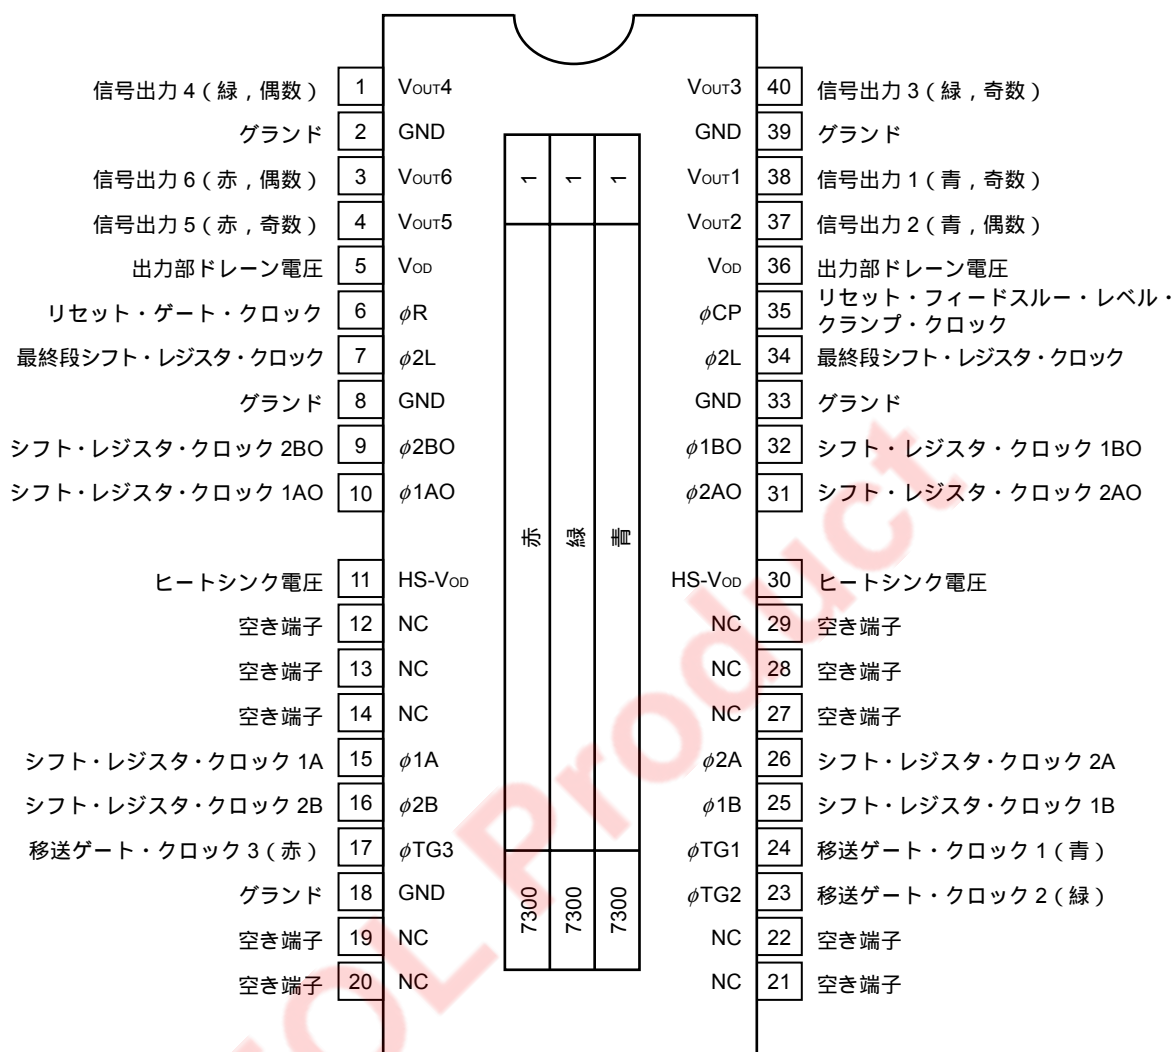 信号出力 4 ( 緑 , 偶数 ) 1 VOUT4 VOUT3 40 信号出力 3 ( 緑 , 奇数 )
グランド 2 GND GND 39 グランド
信号出力 6 ( 赤 , 偶数 ) 3 VOUT6 1 1 1 VOUT1 38 信号出力 1 ( 青 , 奇数 )
信号出力 5 ( 赤 , 奇数 ) 4 VOUT5 VOUT2 37 信号出力 2 ( 青 , 偶数 )
出力部ドレーン電圧 5 VOD VOD 36 出力部ドレーン電圧
リセット・ゲート・クロック 6 φR φCP 35 リセット・フィードスルー・レベル・
クランプ・クロック
最終段シフト・レジスタ・クロック 7 φ2L φ2L 34 最終段シフト・レジスタ・クロック
グランド 8 GND GND 33 グランド
シフト・レジスタ・クロック 2BO 9 φ2BO φ1BO 32 シフト・レジスタ・クロック 1BO
シフト・レジスタ・クロック 1AO 10 φ1AO φ2AO 31 シフト・レジスタ・クロック 2AO
赤 緑 青
ヒートシンク電圧 11 HS-VOD HS-VOD 30 ヒートシンク電圧
空き端子 12 NC NC 29 空き端子
空き端子 13 NC NC 28 空き端子
空き端子 14 NC NC 27 空き端子
シフト・レジスタ・クロック 1A 15 φ1A φ2A 26 シフト・レジスタ・クロック 2A
シフト・レジスタ・クロック 2B 16 φ2B φ1B 25 シフト・レジスタ・クロック 1B
移送ゲート・クロック 3 ( 赤 ) 17 φTG3 φTG1 24 移送ゲート・クロック 1 ( 青 )
グランド 18 GND 7300 7300 7300 φTG2 23 移送ゲート・クロック 2 ( 緑 )
空き端子 19 NC NC 22 空き端子
空き端子 20 NC NC 21 空き端子
OL Product